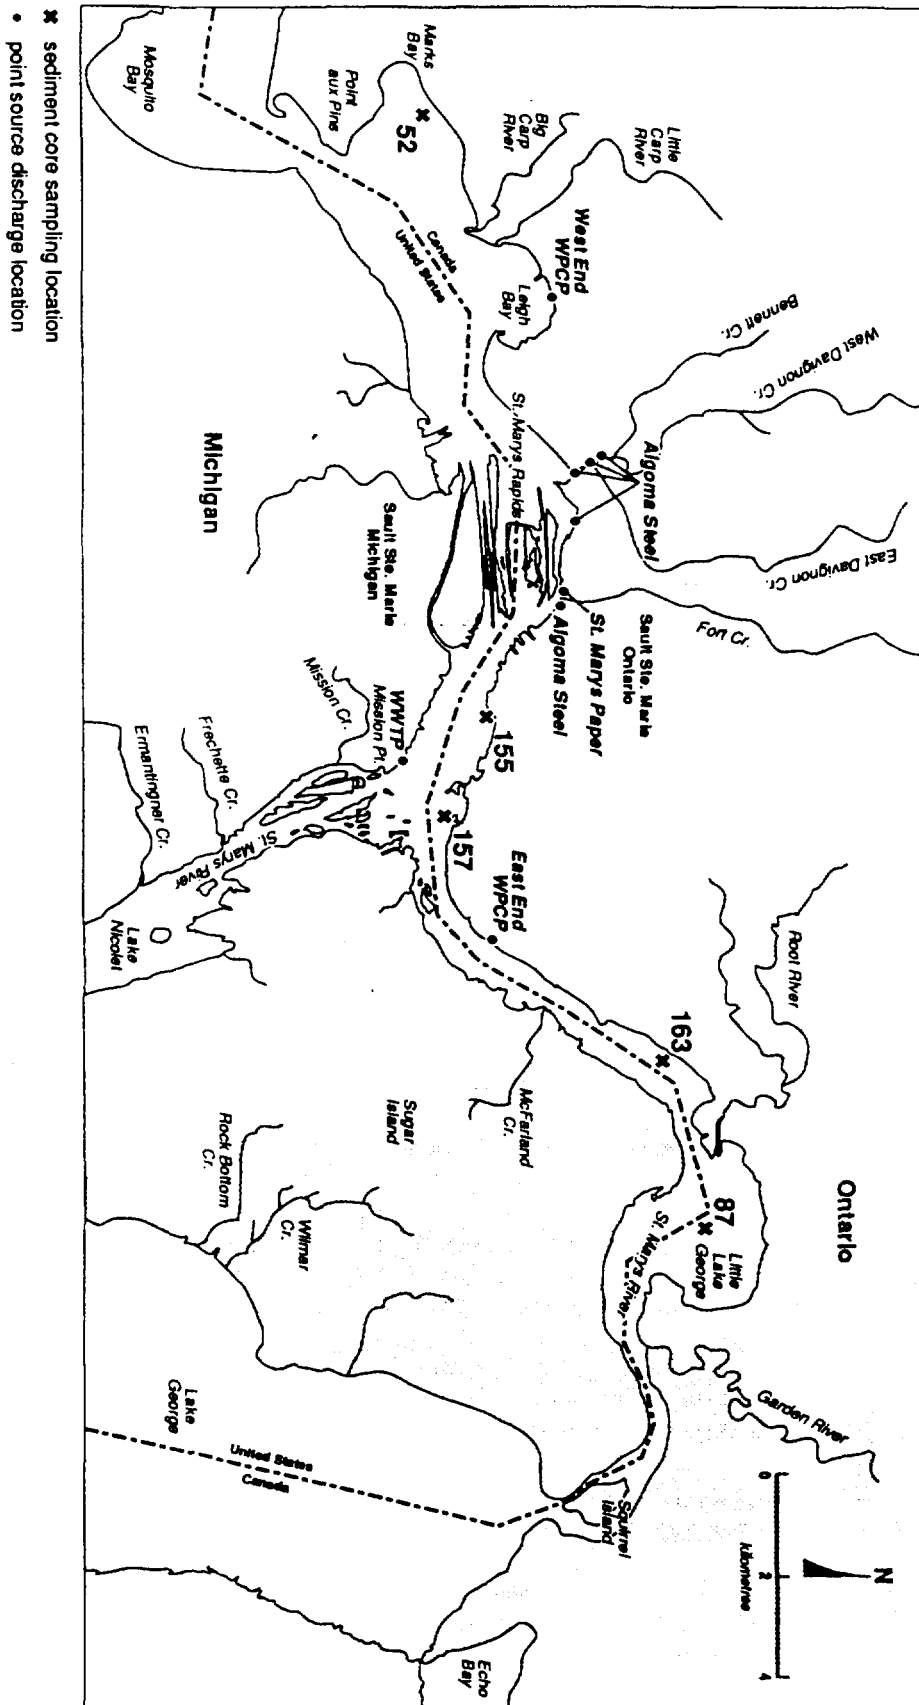 Mosquito
Bay
Point
aux Pins
Marks
Bay
52
Big
Carp
River
Little
Carp
River
Canada
United States
West End
WPCP
Leigh
Bay
Bennett Cr.
West Davignon
Cr.
East Davignon
Cr.
Fort Cr.
Algoma Steel
St. Marys Rapids
Michigan
Sault Ste. Marie
Michigan
Sault Ste. Marie
Ontario
St. Marys Paper
Algoma Steel
155
157
WWTP
Mission Pt.
Mission Cr.
Frechette Cr.
Ermantinger Cr.
St. Marys
River
Lake
Nicolet
East End
WPCP
Root River
163
McFarland
Cr.
Sugar
Island
Rock Bottom
Cr.
Wilmar
Cr.
Ontario
87
Little
Lake
George
St. Marys River
Garden River
Lake
George
United States
Canada
Squirrel
Island
Echo
Bay
N
0 2 4
kilometres
✖ sediment core sampling location
• point source discharge location